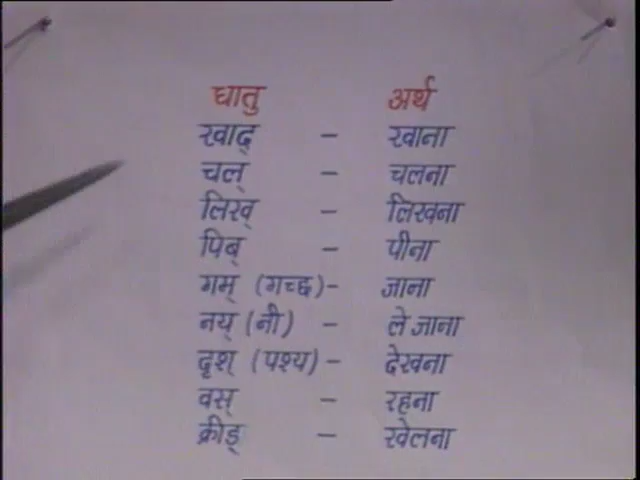 धातु अर्थ
खाद् - खाना
चल् - चलना
लिख् - लिखना
पिब् - पीना
गम् (गच्छ) - जाना
नय् (नी) - ले जाना
दृश् (पश्य) - देखना
वस् - रहना
क्रीड् - खेलना